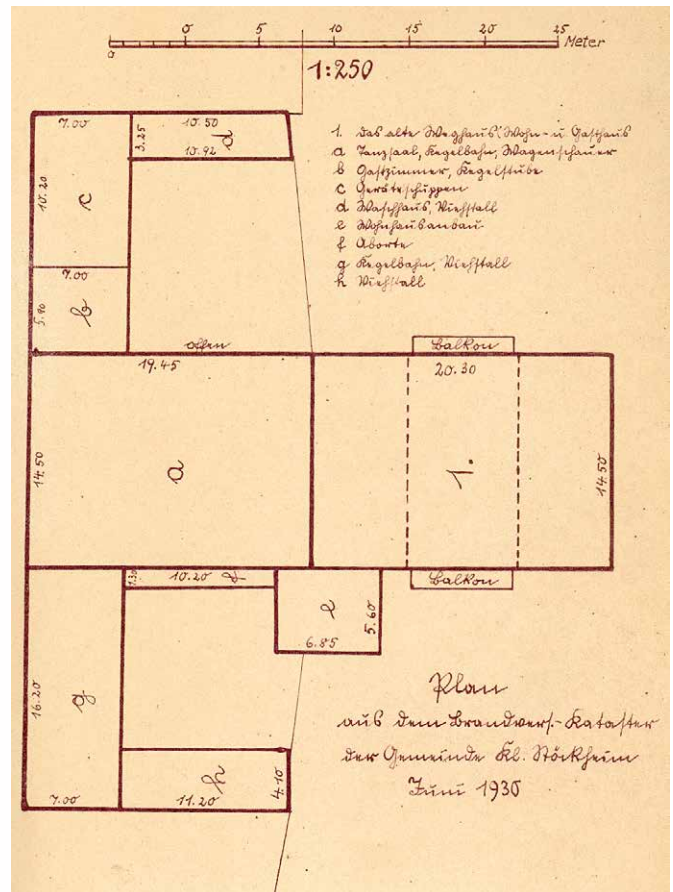 0 5 10 15 20 25 Meter
0
1:250
7.00
3.25
10.50
10.92
d
10.20
c
7.00
5.90
b
1. Das alte Weghaus (Wohn- u Gasthaus
a Tanzsaal, Kegelbahn, Wagenschauer
b Gastzimmer, Kegelstube
c Geräteschuppen
d Waschhaus, Viehstall
e Wohnhausanbau
f Aborte
g Kegelbahn, Viehstall
h Viehstall
offen
19.45
14.50
a
Balkon
20.30
1.
14.50
1.30
10.20 f
e
5.60
6.85
Balkon
16.20
g
7.00
h
11.20
4.10
Plan
aus dem Brandvers.-Kataster
der Gemeinde Kl. Stöckheim
Juni 1930